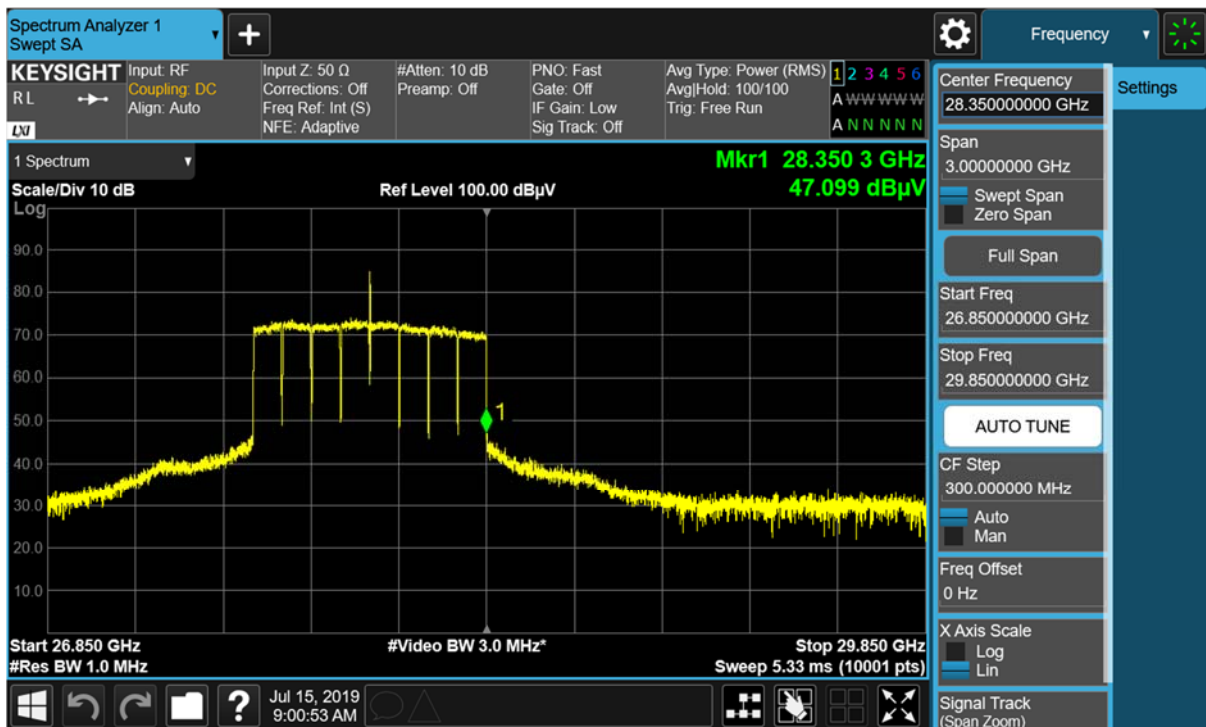 Spectrum Analyzer 1
Swept SA
Frequency
KEYSIGHT
R L
LXI
Input: RF
Coupling: DC
Align: Auto
Input Z: 50 Ω
Corrections: Off
Freq Ref: Int (S)
NFE: Adaptive
#Atten: 10 dB
Preamp: Off
PNO: Fast
Gate: Off
IF Gain: Low
Sig Track: Off
Avg Type: Power (RMS)
Avg|Hold: 100/100
Trig: Free Run
1 2 3 4 5 6
A W W W W W
A N N N N N
1 Spectrum
Scale/Div 10 dB
Ref Level 100.00 dBµV
Mkr1 28.350 3 GHz
47.099 dBµV
Log
90.0
80.0
70.0
60.0
50.0
40.0
30.0
20.0
10.0
1
Start 26.850 GHz
#Video BW 3.0 MHz*
Stop 29.850 GHz
#Res BW 1.0 MHz
Sweep 5.33 ms (10001 pts)
?
Jul 15, 2019
9:00:53 AM
Center Frequency
28.350000000 GHz
Settings
Span
3.00000000 GHz
Swept Span
Zero Span
Full Span
Start Freq
26.850000000 GHz
Stop Freq
29.850000000 GHz
AUTO TUNE
CF Step
300.000000 MHz
Auto
Man
Freq Offset
0 Hz
X Axis Scale
Log
Lin
Signal Track
(Span Zoom)